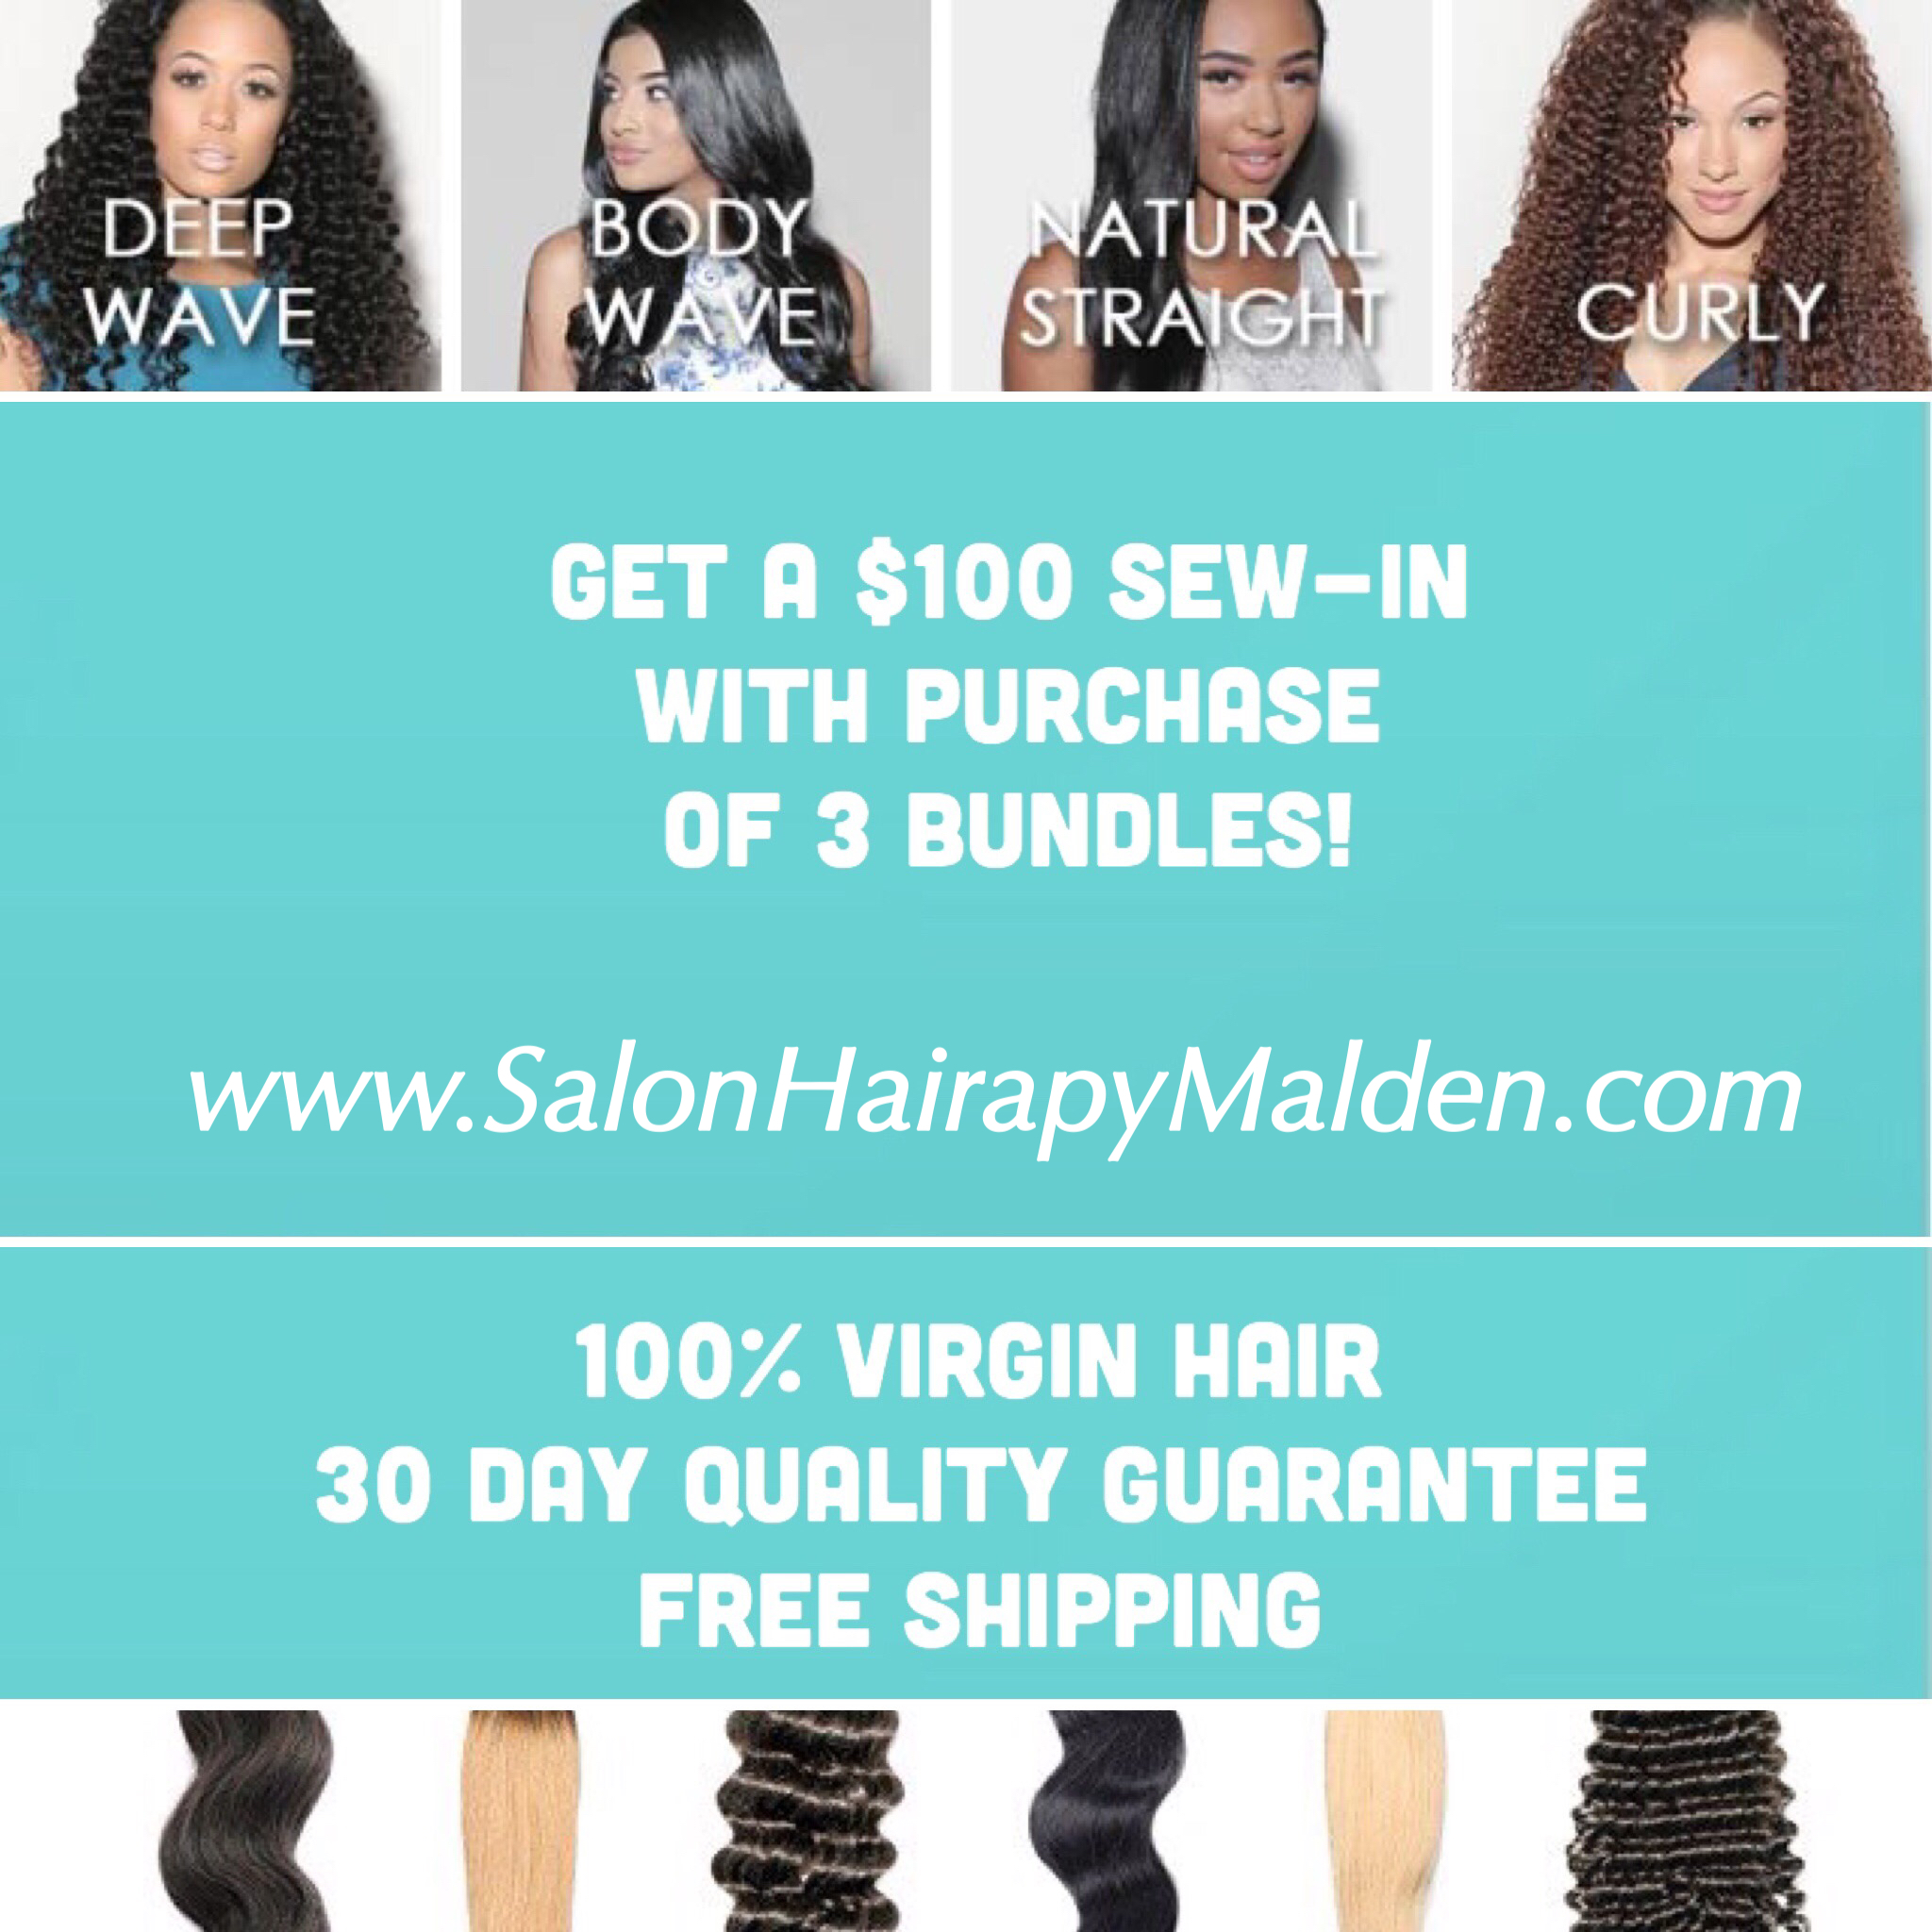 DEEP
WAVE
BODY
WAVE
NATURAL
STRAIGHT
CURLY
GET A $100 SEW-IN
WITH PURCHASE
OF 3 BUNDLES!
www.SalonHairapyMalden.com
100% VIRGIN HAIR
30 DAY QUALITY GUARANTEE
FREE SHIPPING